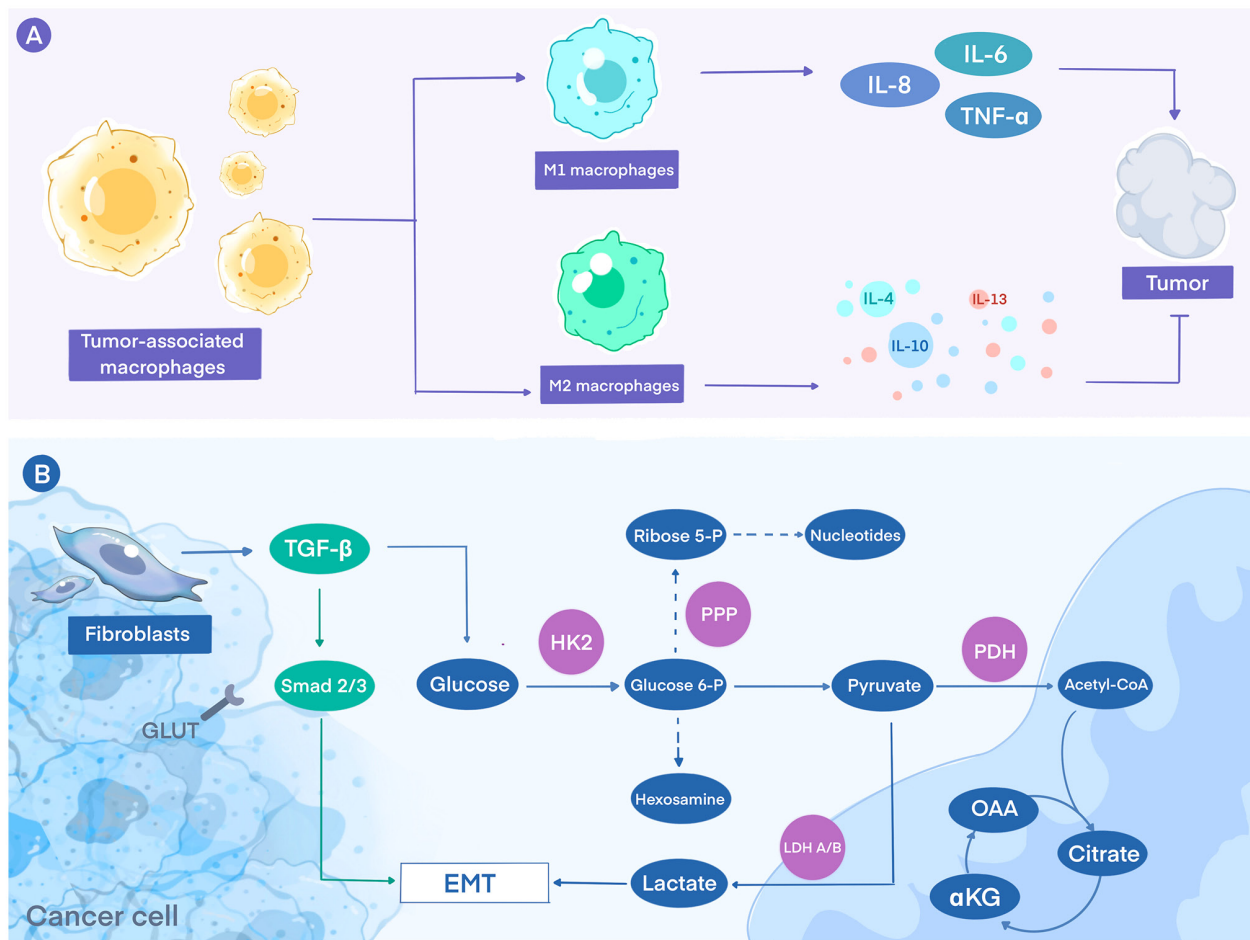 A
IL-6
IL-8
TNF-α
M1 macrophages
Tumor
IL-4
IL-13
IL-10
Tumor-associated
macrophages
M2 macrophages
B
Ribose 5-P
Nucleotides
TGF-β
PPP
Fibroblasts
HK2
PDH
Smad 2/3
Glucose
Glucose 6-P
Pyruvate
Acetyl-CoA
GLUT
Hexosamine
OAA
LDH A/B
Citrate
EMT
Lactate
αKG
Cancer cell